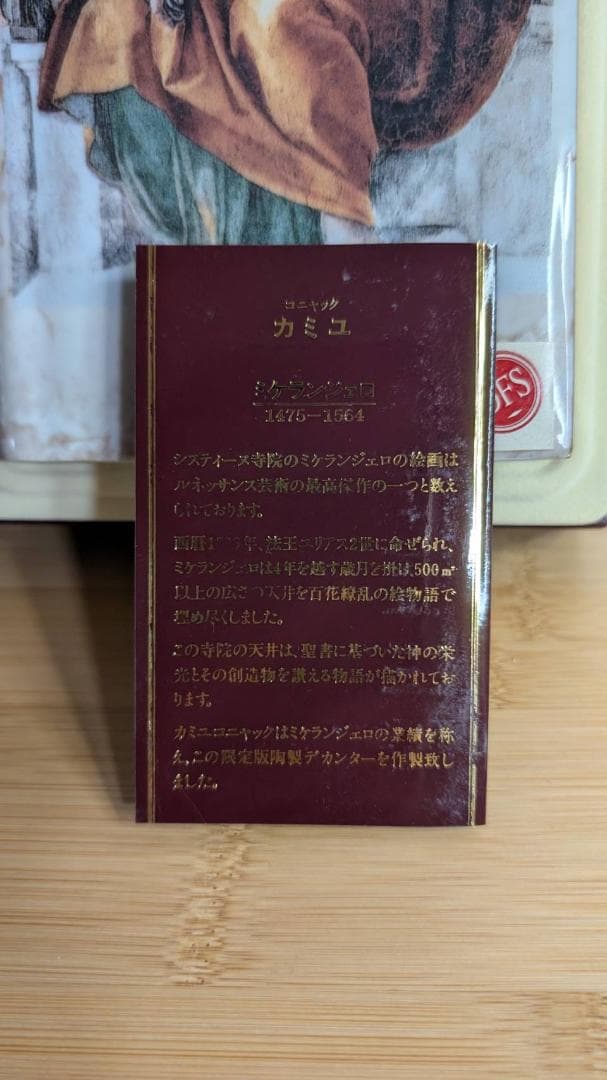 コニャック
カミユ
ミケランジェロ
1475–1564
システィーヌ寺院のミケランジェロの絵画は
ルネッサンス芸術の最高傑作の一つと数え
られております。
西暦 年、法王ユリアス2世に命ぜられ、
ミケランジェロは4年を越す歳月を掛け、500㎡
以上の広さの天井を百花繚乱の絵物語で
埋め尽くしました。
この寺院の天井は、聖書に基づいた神の栄
光とその創造物を讃える物語が描かれてお
ります。
カミユコニャックはミケランジェロの業績を称
え、この限定版陶製デカンターを作製致し
ました。
DFS